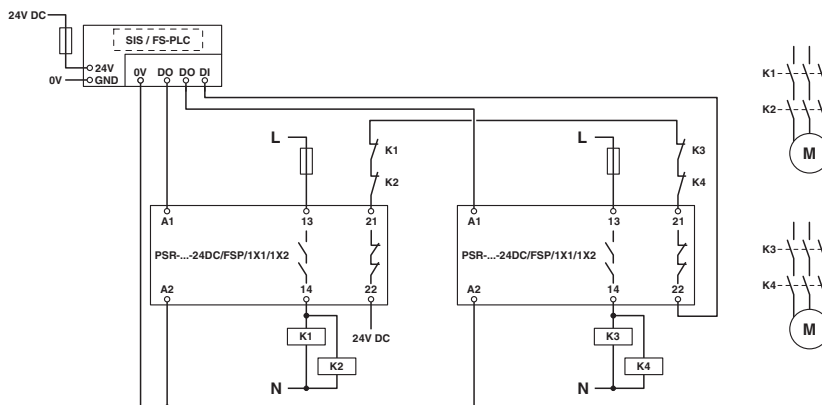 24V DC
SIS / FS-PLC
24V
0V
GND
0V DO DO DI
L
K1
K2
L
K3
K4
A1 13 21
PSR-...-24DC/FSP/1X1/1X2
A2 14 22
A1 13 21
PSR-...-24DC/FSP/1X1/1X2
A2 14 22
K1
K2
24V DC
N
K3
K4
N
K1
K2
M
K3
K4
M